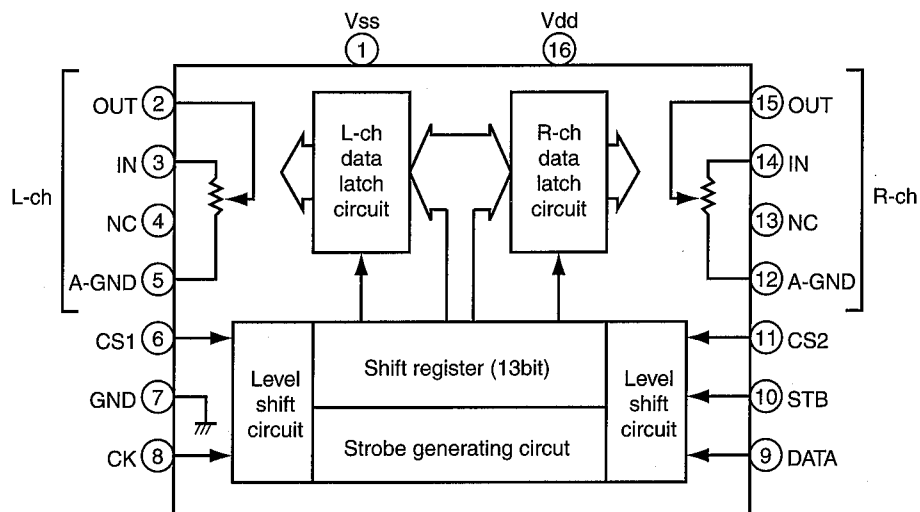 Vss
Vdd
1
16
OUT 2
IN 3
NC 4
A-GND 5
L-ch
L-ch
data
latch
circuit
R-ch
data
latch
circuit
15 OUT
14 IN
13 NC
12 A-GND
R-ch
CS1 6
GND 7
CK 8
Level
shift
circuit
Shift register (13bit)
Strobe generating circut
Level
shift
circuit
11 CS2
10 STB
9 DATA